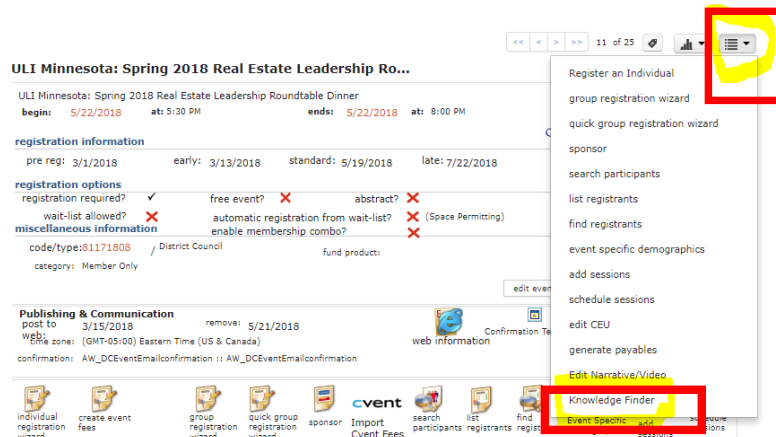 << < > >> 11 of 25
ULI Minnesota: Spring 2018 Real Estate Leadership Ro...
ULI Minnesota: Spring 2018 Real Estate Leadership Roundtable Dinner
begin: 5/22/2018 at: 5:30 PM ends: 5/22/2018 at: 8:00 PM
registration information
pre reg: 3/1/2018 early: 3/13/2018 standard: 5/19/2018 late: 7/22/2018
registration options
registration required? free event? abstract?
wait-list allowed? automatic registration from wait-list? (Space Permitting)
miscellaneous information enable membership combo?
code/type:81171808 / District Council fund product:
category: Member Only
edit even
Publishing & Communication
post to web: 3/15/2018 remove: 5/21/2018
web information
Confirmation Te
time zone: (GMT-05:00) Eastern Time (US & Canada)
confirmation: AW_DCEventEmailconfirmation :: AW_DCEventEmailconfirmation
individual registration wizard
create event fees
group registration wizard
quick group registration wizard
sponsor
cvent
Import Cvent Fees
search participants
list registrants
find regist
Event Specific
add sessions
Register an Individual
group registration wizard
quick group registration wizard
sponsor
search participants
list registrants
find registrants
event specific demographics
add sessions
schedule sessions
edit CEU
generate payables
Edit Narrative/Video
Knowledge Finder